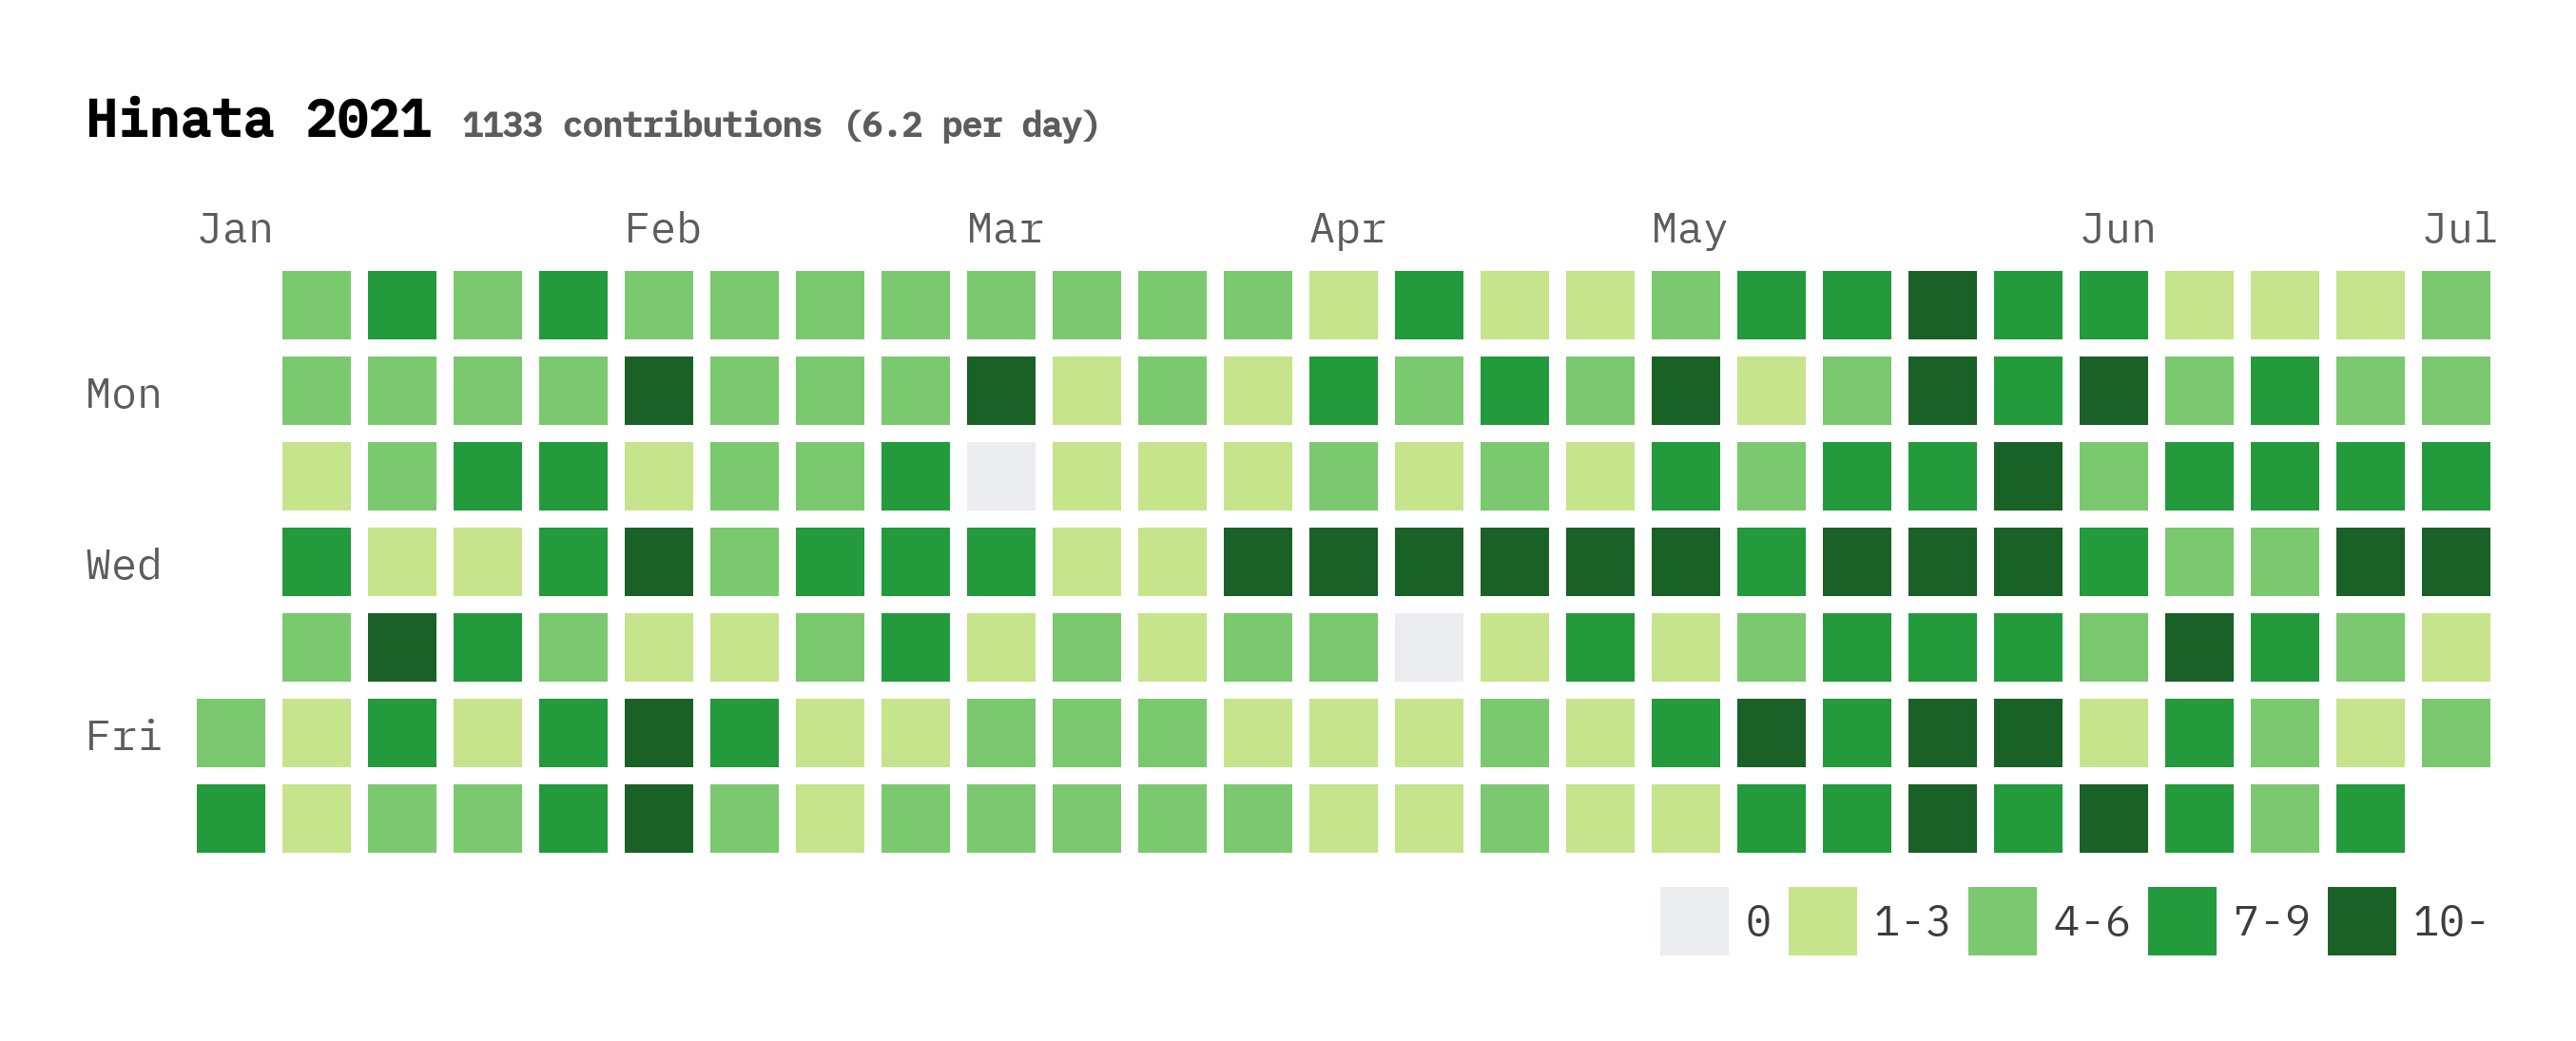 Hinata 2021 1133 contributions (6.2 per day)
Jan Feb Mar Apr May Jun Jul
Mon
Wed
Fri
0 1-3 4-6 7-9 10-